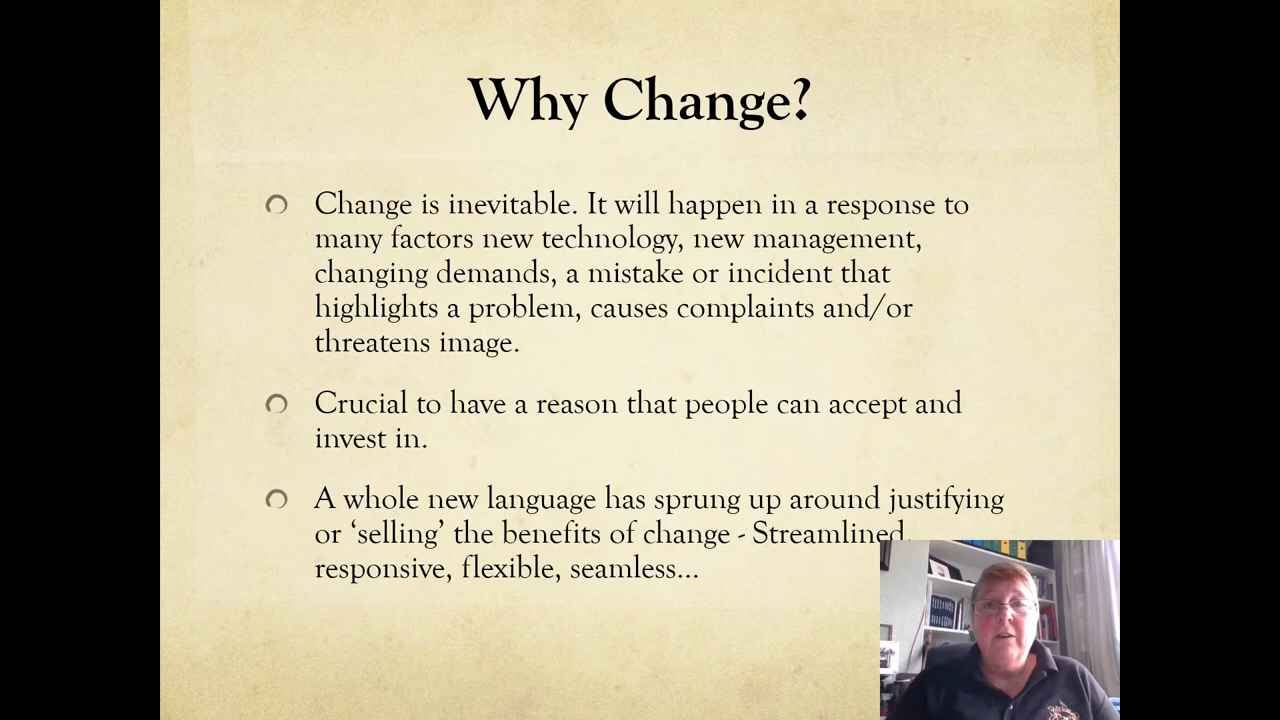 Why Change?
Change is inevitable. It will happen in a response to
many factors new technology, new management,
changing demands, a mistake or incident that
highlights a problem, causes complaints and/or
threatens image.
Crucial to have a reason that people can accept and
invest in.
A whole new language has sprung up around justifying
or ‘selling’ the benefits of change - Streamlined,
responsive, flexible, seamless...